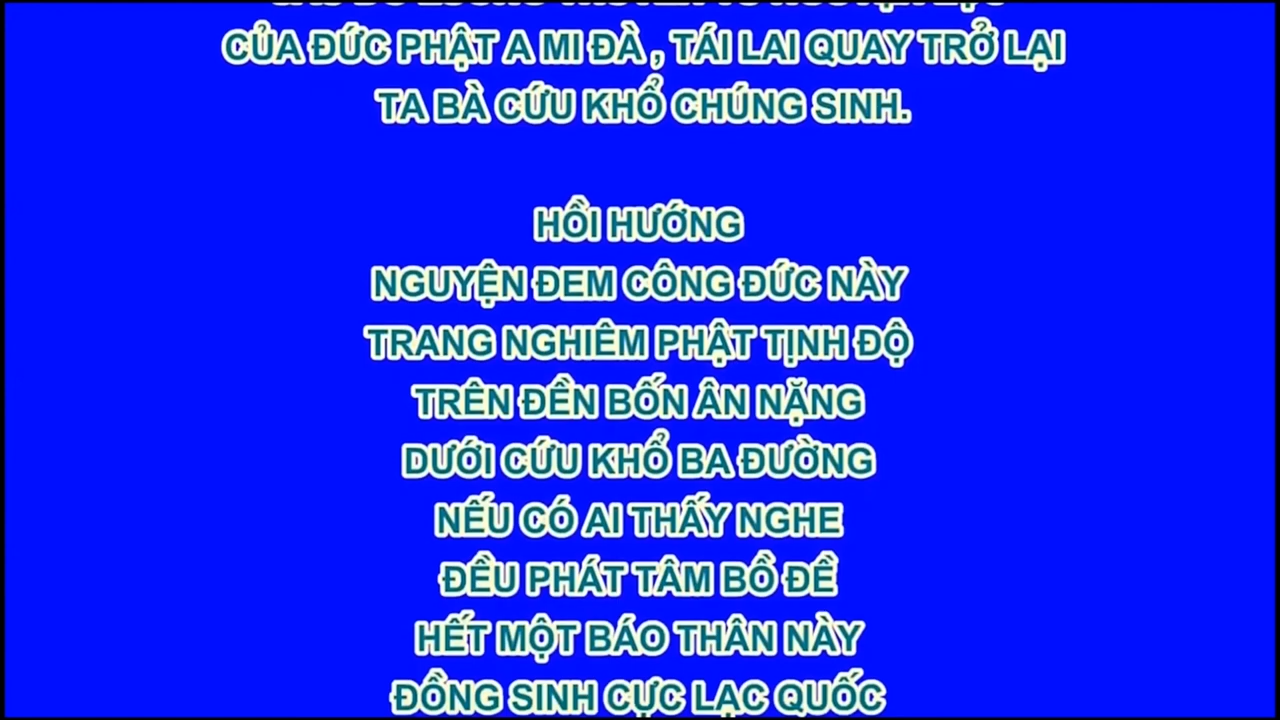 CỦA ĐỨC PHẬT A MI ĐÀ , TÁI LAI QUAY TRỞ LẠI
TA BÀ CỨU KHỔ CHÚNG SINH.
HỒI HƯỚNG
NGUYỆN ĐEM CÔNG ĐỨC NÀY
TRANG NGHIÊM PHẬT TỊNH ĐỘ
TRÊN ĐỀN BỐN ÂN NẶNG
DƯỚI CỨU KHỔ BA ĐƯỜNG
NẾU CÓ AI THẤY NGHE
ĐỀU PHÁT TÂM BỒ ĐỀ
HẾT MỘT BÁO THÂN NÀY
ĐỒNG SINH CỰC LẠC QUỐC